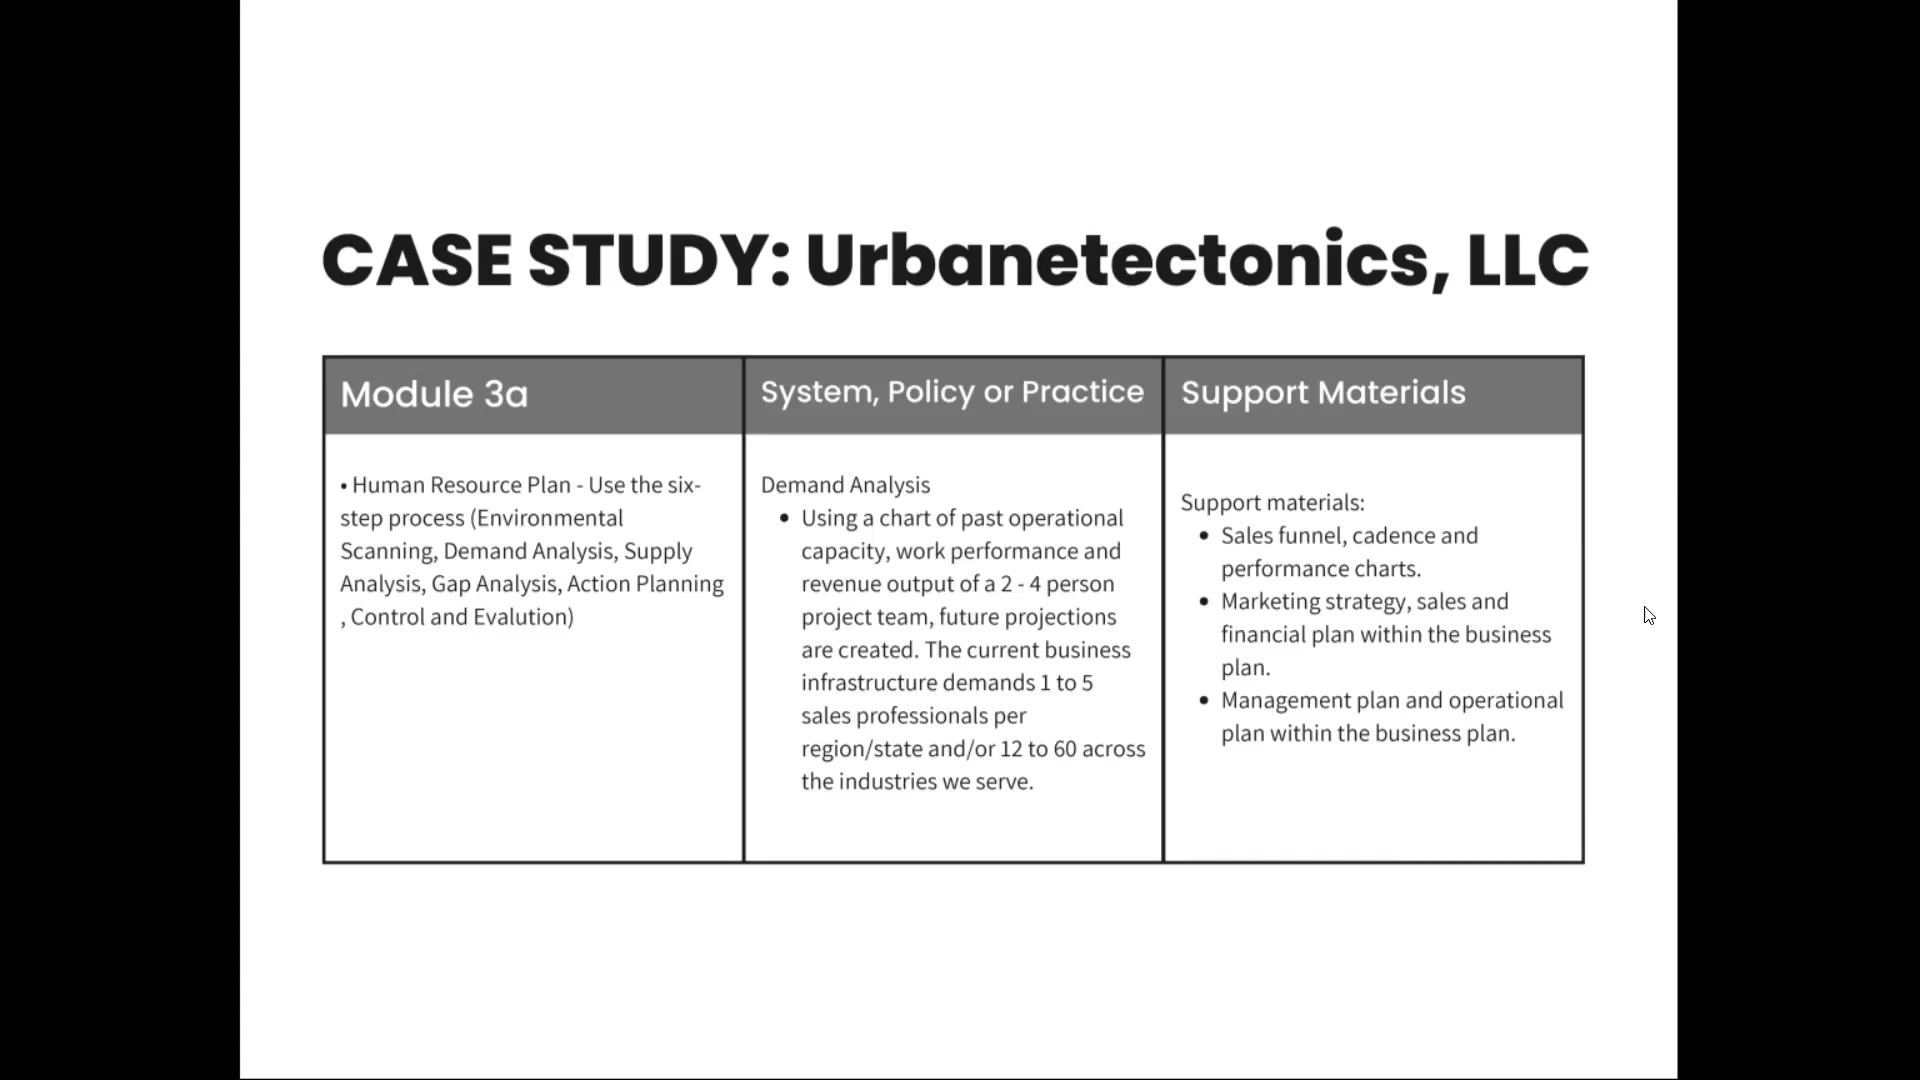 CASE STUDY: Urbanetectonics, LLC
Module 3a
• Human Resource Plan - Use the six-
step process (Environmental
Scanning, Demand Analysis, Supply
Analysis, Gap Analysis, Action Planning
, Control and Evalution)
System, Policy or Practice
Demand Analysis
• Using a chart of past operational
capacity, work performance and
revenue output of a 2 - 4 person
project team, future projections
are created. The current business
infrastructure demands 1 to 5
sales professionals per
region/state and/or 12 to 60 across
the industries we serve.
Support Materials
Support materials:
• Sales funnel, cadence and
performance charts.
• Marketing strategy, sales and
financial plan within the business
plan.
• Management plan and operational
plan within the business plan.